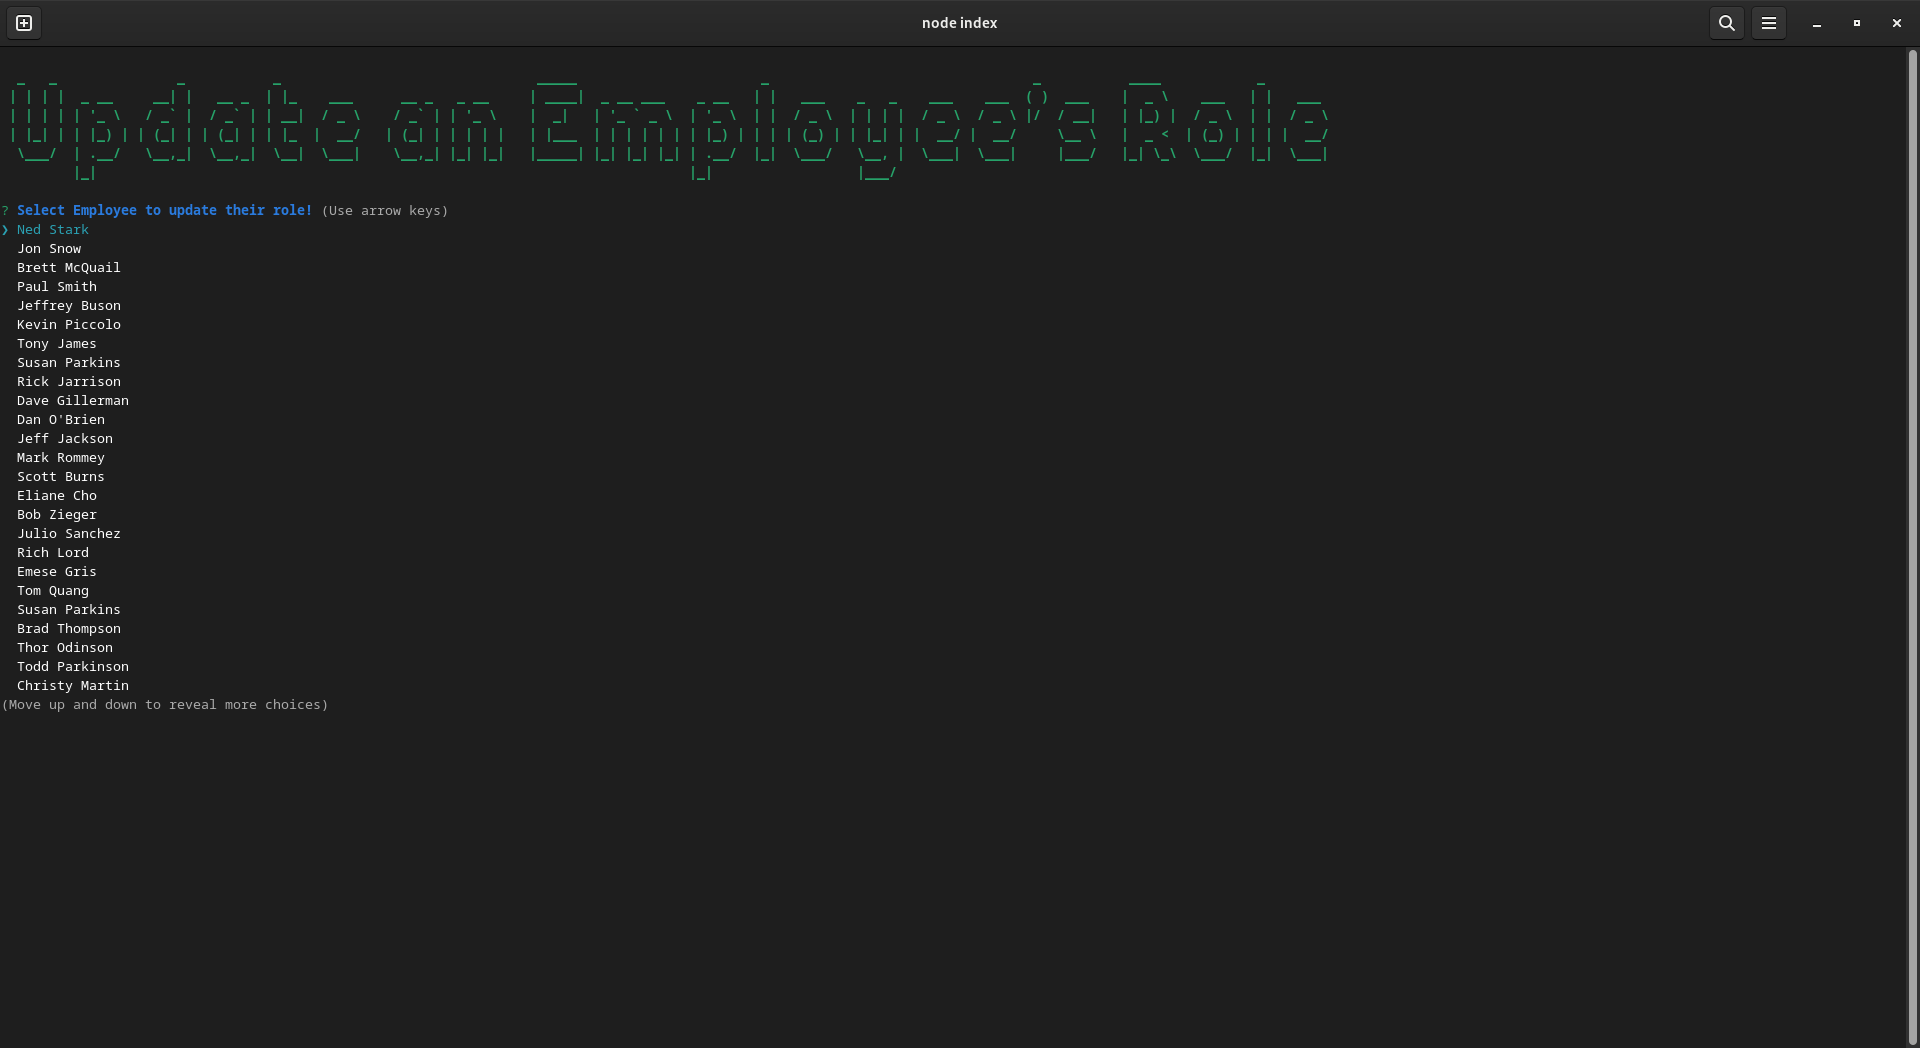 node index
Update an Employee's Role
? Select Employee to update their role! (Use arrow keys)
❯ Ned Stark
Jon Snow
Brett McQuail
Paul Smith
Jeffrey Buson
Kevin Piccolo
Tony James
Susan Parkins
Rick Jarrison
Dave Gillerman
Dan O'Brien
Jeff Jackson
Mark Rommey
Scott Burns
Eliane Cho
Bob Zieger
Julio Sanchez
Rich Lord
Emese Gris
Tom Quang
Susan Parkins
Brad Thompson
Thor Odinson
Todd Parkinson
Christy Martin
(Move up and down to reveal more choices)